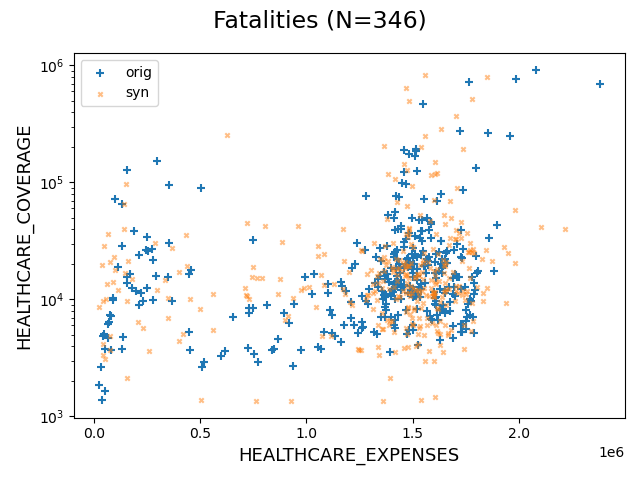 Fatalities (N=346)
orig
syn
HEALTHCARE_COVERAGE
10^6
10^5
10^4
10^3
0.0 0.5 1.0 1.5 2.0
1e6
HEALTHCARE_EXPENSES